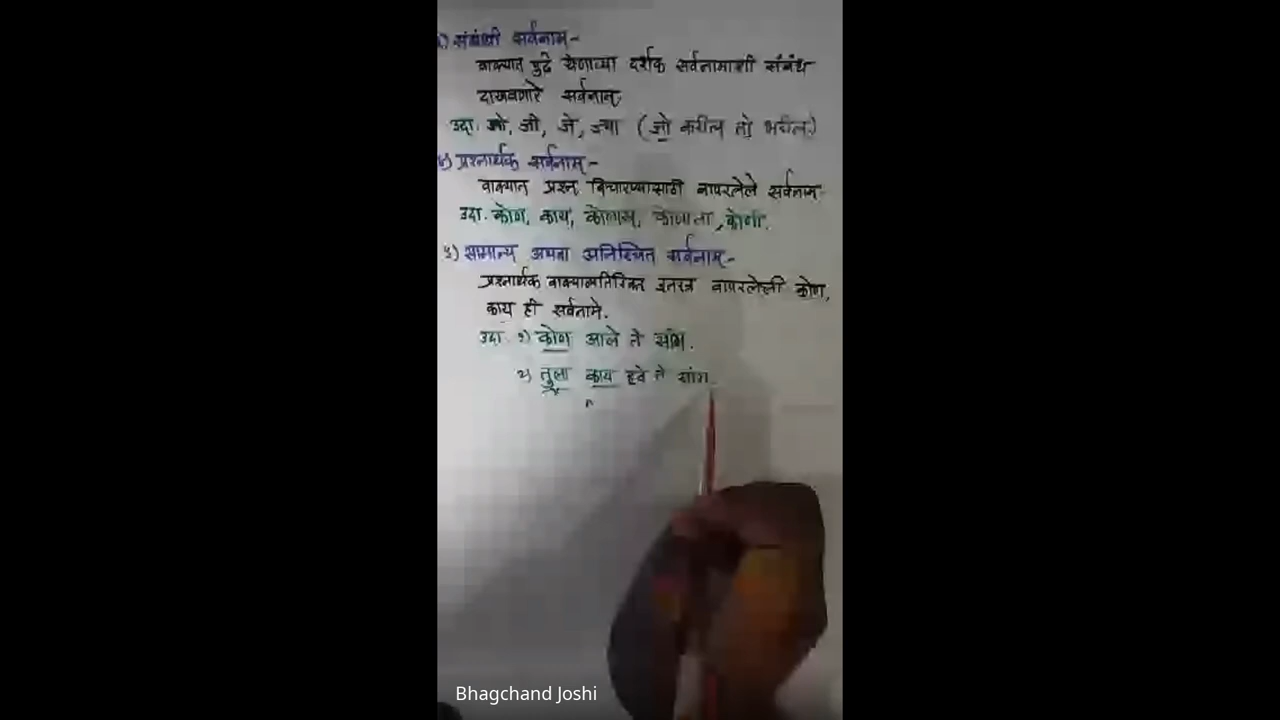 ३) संबंधी सर्वनाम -
वाक्यात पुढे येणाऱ्या दर्शक सर्वनामाशी संबंध
दाखवणारे सर्वनाम.
उदा. जो, जी, जे, ज्या (जो करील तो भरील)
४) प्रश्नार्थक सर्वनाम -
वाक्यात प्रश्न विचारण्यासाठी वापरलेले सर्वनाम.
उदा. कोण, काय, कोणास, कोणाला, कोणी.
५) सामान्य अथवा अनिश्चित सर्वनाम -
प्रश्नार्थक वाक्याव्यतिरिक्त इतरत्र वापरलेली कोण,
काय ही सर्वनामे.
उदा. १) कोण आले ते सांग.
२) तुला काय हवे ते सांग.
Bhagchand Joshi